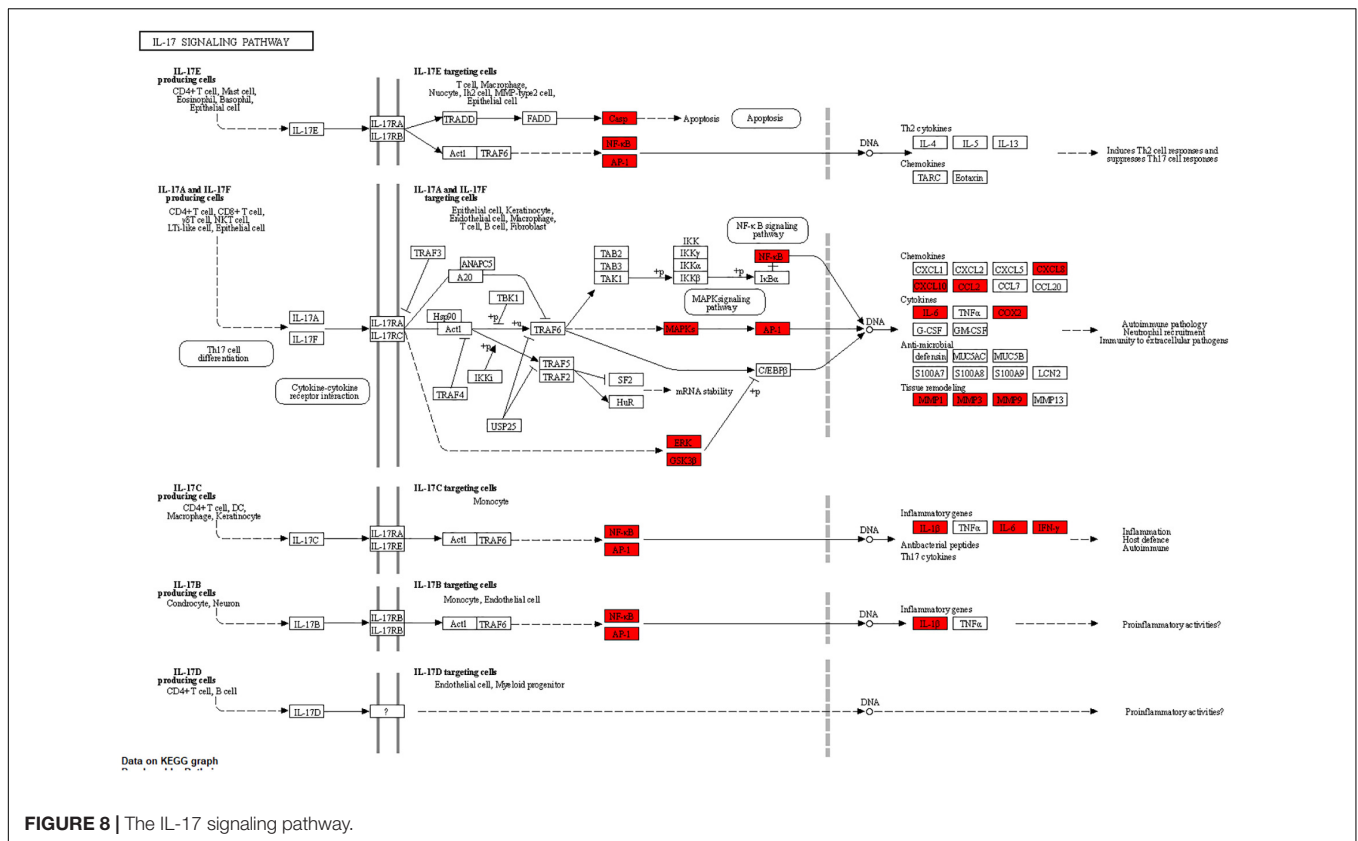 IL-17 SIGNALING PATHWAY
IL-17E
producing cells
CD4+ T cell, Mast cell,
Eosinophil, Basophil,
Epithelial cell
IL-17E
IL-17RA
IL-17RB
IL-17E targeting cells
T cell, Macrophage,
Nuocyte, Ih2 cell, MMP-type2 cell,
Epithelial cell
TRADD
FADD
Casp
Apoptosis
Apoptosis
Act1
TRAF6
NF-κB
AP-1
DNA
Th2 cytokines
IL-4
IL-5
IL-13
Chemokines
TARC
Eotaxin
Induces Th2 cell responses and
suppresses Th17 cell responses
IL-17A and IL-17F
producing cells
CD4+ T cell, CD8+ T cell,
γδT cell, NKT cell,
LTi-like cell, Epithelial cell
IL-17A
IL-17F
Th17 cell
differentiation
Cytokine-cytokine
receptor interaction
IL-17RA
IL-17RC
IL-17A and IL-17F
targeting cells
Epithelial cell, Keratinocyte,
Endothelial cell, Macrophage,
T cell, B cell, Fibroblast
TRAF3
ANAPC5
A20
TBK1
Hsp90
Act1
+p
+u
TRAF6
+p
IKKi
TRAF4
TRAF5
TRAF2
USP25
SF2
HuR
mRNA stability
TAB2
TAB3
TAK1
+p
IKK
IKKγ
IKKα
IKKβ
+p
NF-κB signaling
pathway
NF-κB
IκBα
MAPK signaling
pathway
MAPKs
AP-1
C/EBPβ
+p
ERK
GSK3β
DNA
Chemokines
CXCL1
CXCL2
CXCL5
CXCL8
CXCL10
CCL2
CCL7
CCL20
Cytokines
IL-6
TNFα
COX2
G-CSF
GM-CSF
Anti-microbial
defensin
MUC5AC
MUC5B
S100A7
S100A8
S100A9
LCN2
Tissue remodeling
MMP1
MMP3
MMP9
MMP13
Autoimmune pathology
Neutrophil recruitment
Immunity to extracellular pathogens
IL-17C
producing cells
CD4+ T cell, DC,
Macrophage, Keratinocyte
IL-17C
IL-17RA
IL-17RE
IL-17C targeting cells
Monocyte
Act1
TRAF6
NF-κB
AP-1
DNA
Inflammatory genes
IL-1β
TNFα
IL-6
IFN-γ
Antibacterial peptides
Th17 cytokines
Inflammation
Host defence
Autoimmune
IL-17B
producing cells
Condrocyte, Neuron
IL-17B
IL-17RB
IL-17RB
IL-17B targeting cells
Monocyte, Endothelial cell
Act1
TRAF6
NF-κB
AP-1
DNA
Inflammatory genes
IL-1β
TNFα
Proinflammatory activities?
IL-17D
producing cells
CD4+ T cell, B cell
IL-17D
?
IL-17D targeting cells
Endothelial cell, Myeloid progenitor
DNA
Proinflammatory activities?
Data on KEGG graph
FIGURE 8 | The IL-17 signaling pathway.